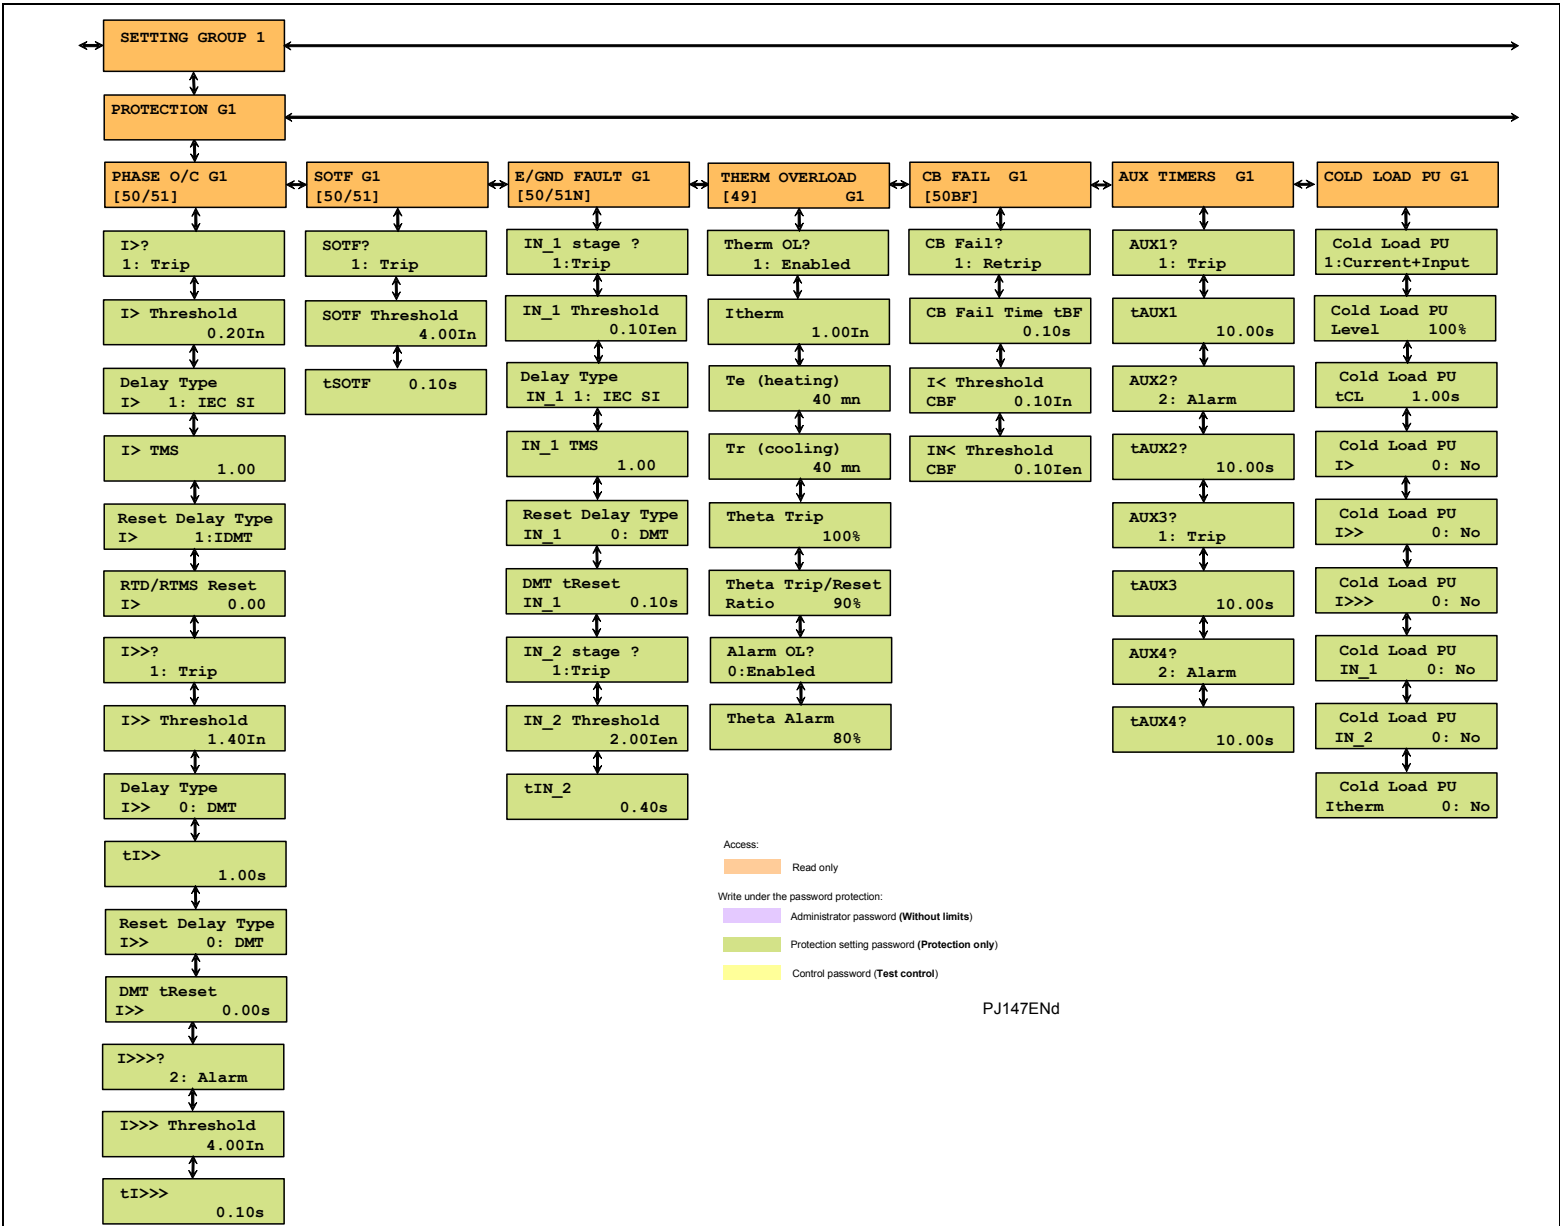 SETTING GROUP 1
PROTECTION G1
PHASE O/C G1
[50/51]
I>?
1: Trip
I> Threshold
0.20In
Delay Type
I> 1: IEC SI
I> TMS
1.00
Reset Delay Type
I> 1:IDMT
RTD/RTMS Reset
I> 0.00
I>>?
1: Trip
I>> Threshold
1.40In
Delay Type
I>> 0: DMT
tI>>
1.00s
Reset Delay Type
I>> 0: DMT
DMT tReset
I>> 0.00s
I>>>?
2: Alarm
I>>> Threshold
4.00In
tI>>>
0.10s
SOTF G1
[50/51]
SOTF?
1: Trip
SOTF Threshold
4.00In
tSOTF 0.10s
E/GND FAULT G1
[50/51N]
IN_1 stage ?
1:Trip
IN_1 Threshold
0.10Ien
Delay Type
IN_1 1: IEC SI
IN_1 TMS
1.00
Reset Delay Type
IN_1 0: DMT
DMT tReset
IN_1 0.10s
IN_2 stage ?
1:Trip
IN_2 Threshold
2.00Ien
tIN_2
0.40s
THERM OVERLOAD
[49] G1
Therm OL?
1: Enabled
Itherm
1.00In
Te (heating)
40 mn
Tr (cooling)
40 mn
Theta Trip
100%
Theta Trip/Reset
Ratio 90%
Alarm OL?
0:Enabled
Theta Alarm
80%
CB FAIL G1
[50BF]
CB Fail?
1: Retrip
CB Fail Time tBF
0.10s
I< Threshold
CBF 0.10In
IN< Threshold
CBF 0.10Ien
AUX TIMERS G1
AUX1?
1: Trip
tAUX1
10.00s
AUX2?
2: Alarm
tAUX2?
10.00s
AUX3?
1: Trip
tAUX3
10.00s
AUX4?
2: Alarm
tAUX4?
10.00s
COLD LOAD PU G1
Cold Load PU
1:Current+Input
Cold Load PU
Level 100%
Cold Load PU
tCL 1.00s
Cold Load PU
I> 0: No
Cold Load PU
I>> 0: No
Cold Load PU
I>>> 0: No
Cold Load PU
IN_1 0: No
Cold Load PU
IN_2 0: No
Cold Load PU
Itherm 0: No
Access:
Read only
Write under the password protection:
Administrator password (Without limits)
Protection setting password (Protection only)
Control password (Test control)
PJ147ENd